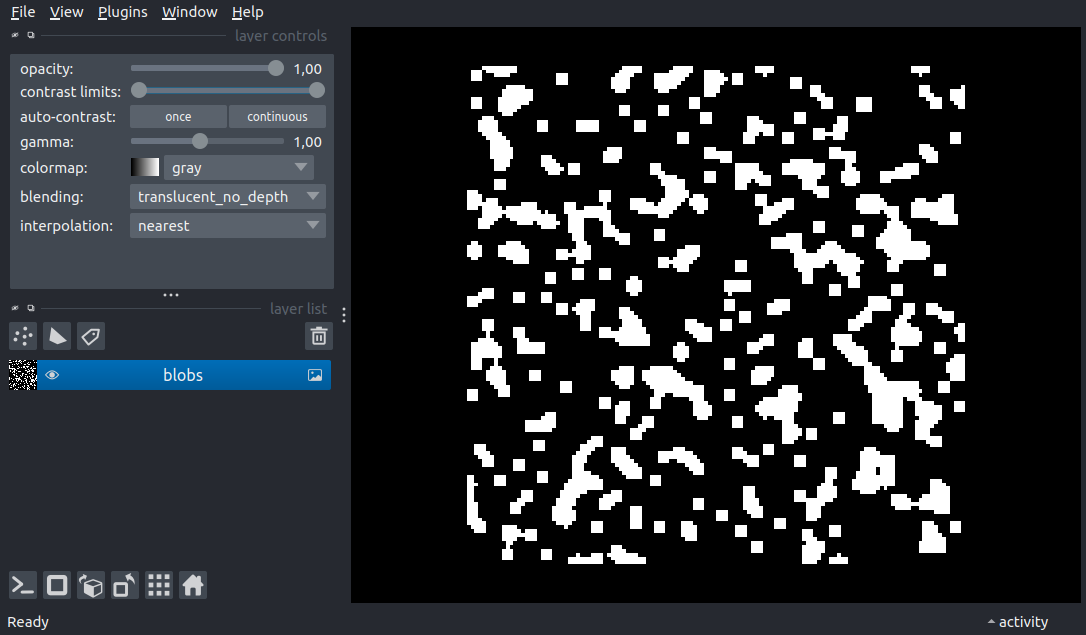 File View Plugins Window Help
layer controls
opacity: 1,00
contrast limits:
auto-contrast: once continuous
gamma: 1,00
colormap: gray
blending: translucent_no_depth
interpolation: nearest
layer list
blobs
Ready activity